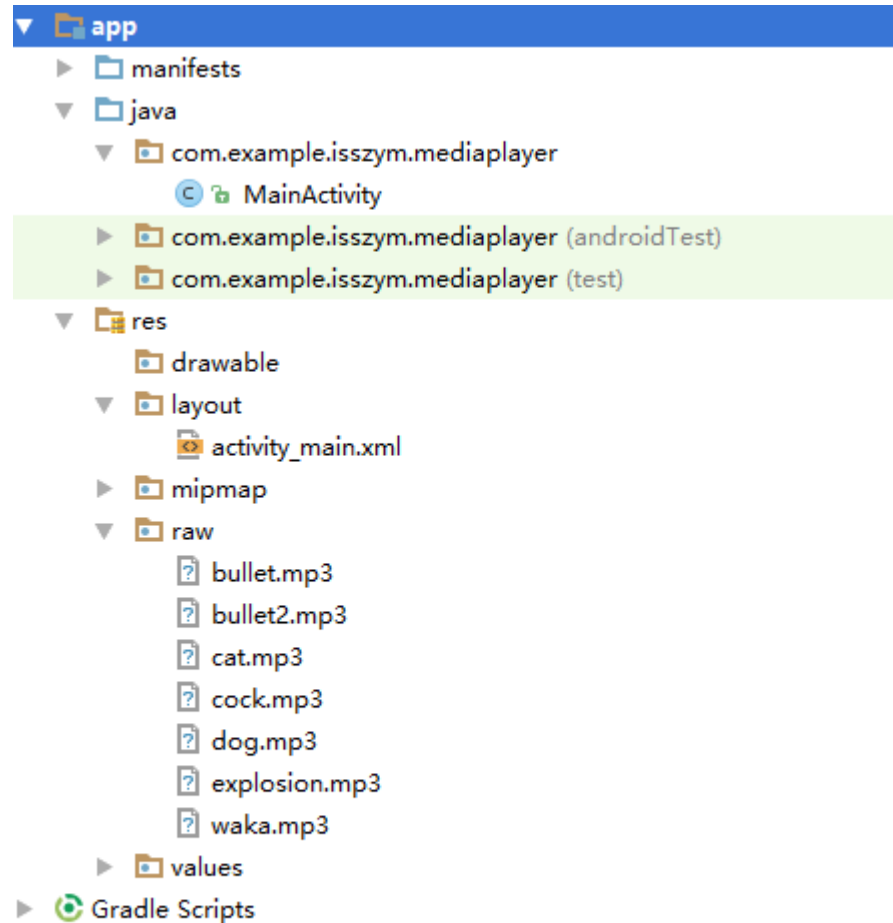 app
manifests
java
com.example.isszym.mediaplayer
C MainActivity
com.example.isszym.mediaplayer (androidTest)
com.example.isszym.mediaplayer (test)
res
drawable
layout
activity_main.xml
mipmap
raw
bullet.mp3
bullet2.mp3
cat.mp3
cock.mp3
dog.mp3
explosion.mp3
waka.mp3
values
Gradle Scripts